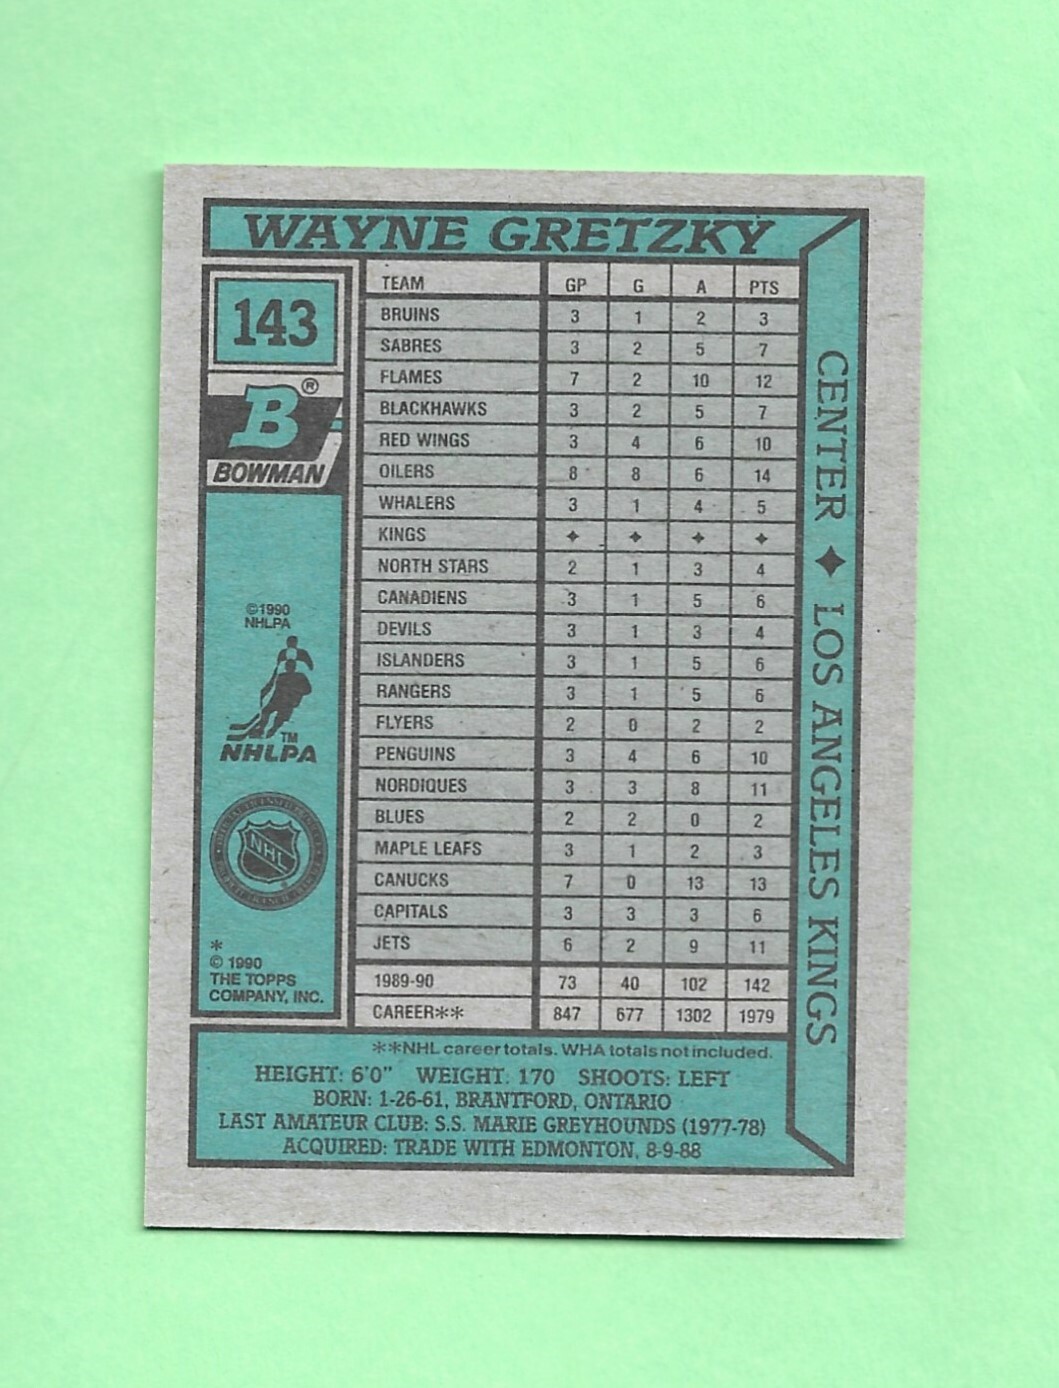 WAYNE GRETZKY
143
B®
BOWMAN
©1990
NHLPA
TM
NHLPA
NHL
*
© 1990
THE TOPPS
COMPANY, INC.
TEAM GP G A PTS
BRUINS 3 1 2 3
SABRES 3 2 5 7
FLAMES 7 2 10 12
BLACKHAWKS 3 2 5 7
RED WINGS 3 4 6 10
OILERS 8 8 6 14
WHALERS 3 1 4 5
KINGS ✦ ✦ ✦ ✦
NORTH STARS 2 1 3 4
CANADIENS 3 1 5 6
DEVILS 3 1 3 4
ISLANDERS 3 1 5 6
RANGERS 3 1 5 6
FLYERS 2 0 2 2
PENGUINS 3 4 6 10
NORDIQUES 3 3 8 11
BLUES 2 2 0 2
MAPLE LEAFS 3 1 2 3
CANUCKS 7 0 13 13
CAPITALS 3 3 3 6
JETS 6 2 9 11
1989-90 73 40 102 142
CAREER** 847 677 1302 1979
CENTER ✦ LOS ANGELES KINGS
**NHL career totals. WHA totals not included.
HEIGHT: 6'0" WEIGHT: 170 SHOOTS: LEFT
BORN: 1-26-61, BRANTFORD, ONTARIO
LAST AMATEUR CLUB: S.S. MARIE GREYHOUNDS (1977-78)
ACQUIRED: TRADE WITH EDMONTON, 8-9-88